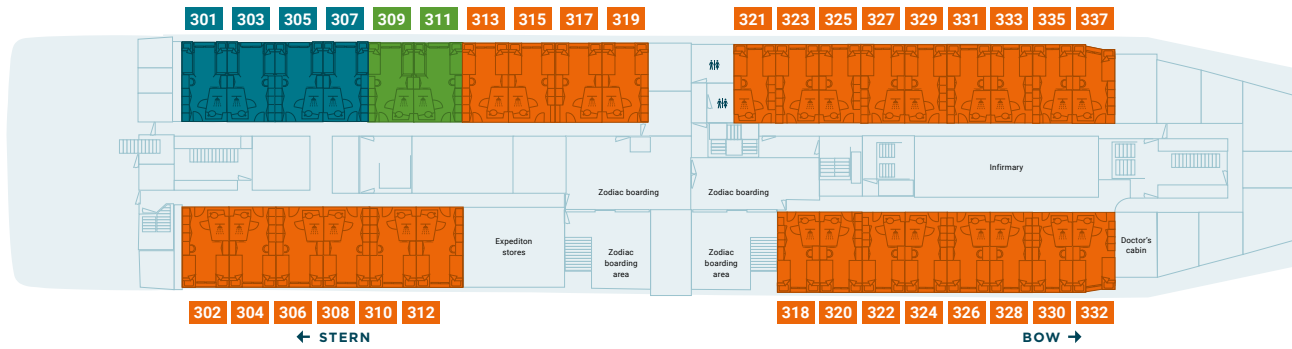 301 303 305 307 309 311 313 315 317 319 321 323 325 327 329 331 333 335 337
Infirmary
Zodiac boarding Zodiac boarding
Expediton
stores
Zodiac
boarding
area
Zodiac
boarding
area
Doctor's
cabin
302 304 306 308 310 312 318 320 322 324 326 328 330 332
← STERN BOW →